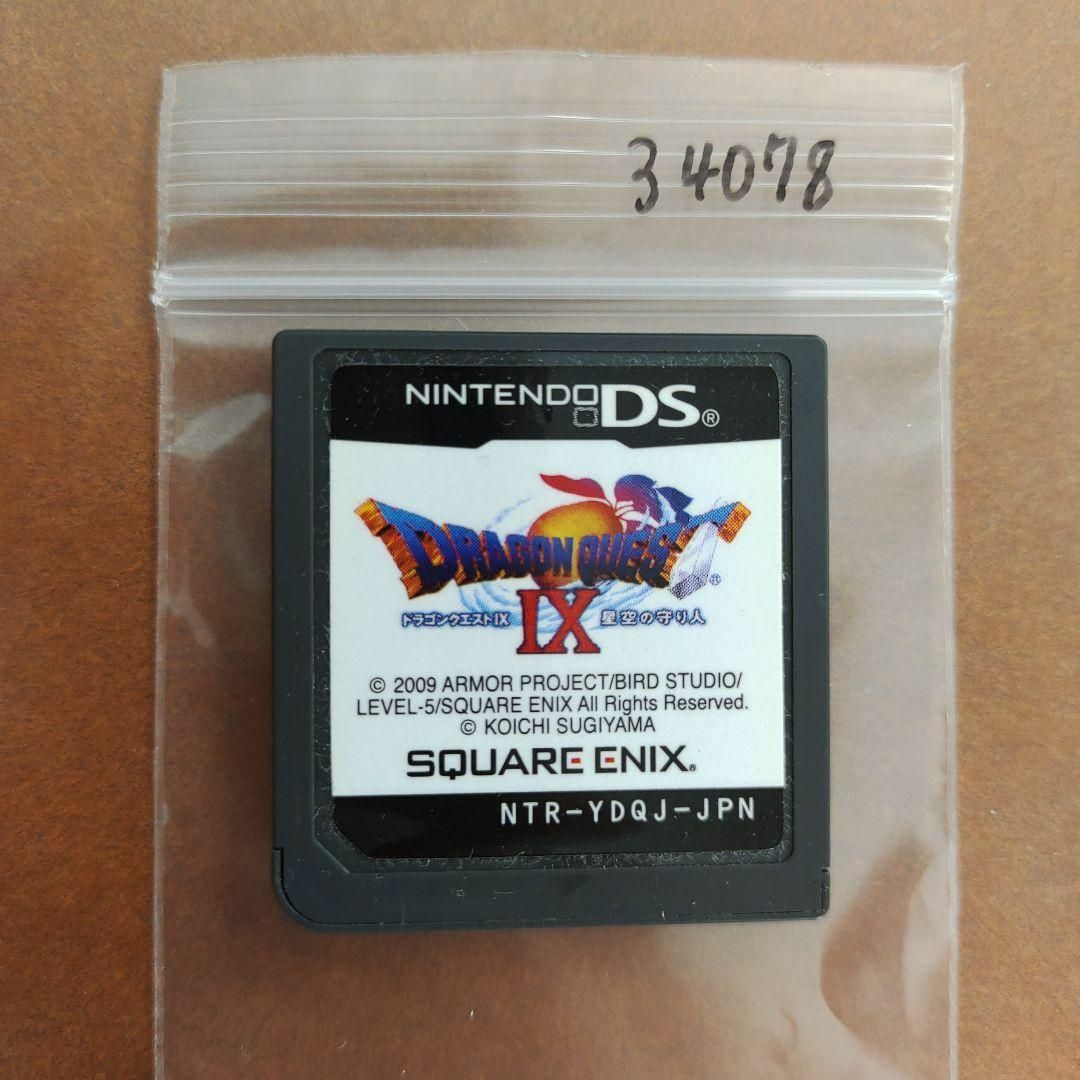 34078
NINTENDO DS®
DRAGON QUEST®
ドラゴンクエストIX IX 星空の守り人
© 2009 ARMOR PROJECT/BIRD STUDIO/
LEVEL-5/SQUARE ENIX All Rights Reserved.
© KOICHI SUGIYAMA
SQUARE ENIX®
NTR-YDQJ-JPN